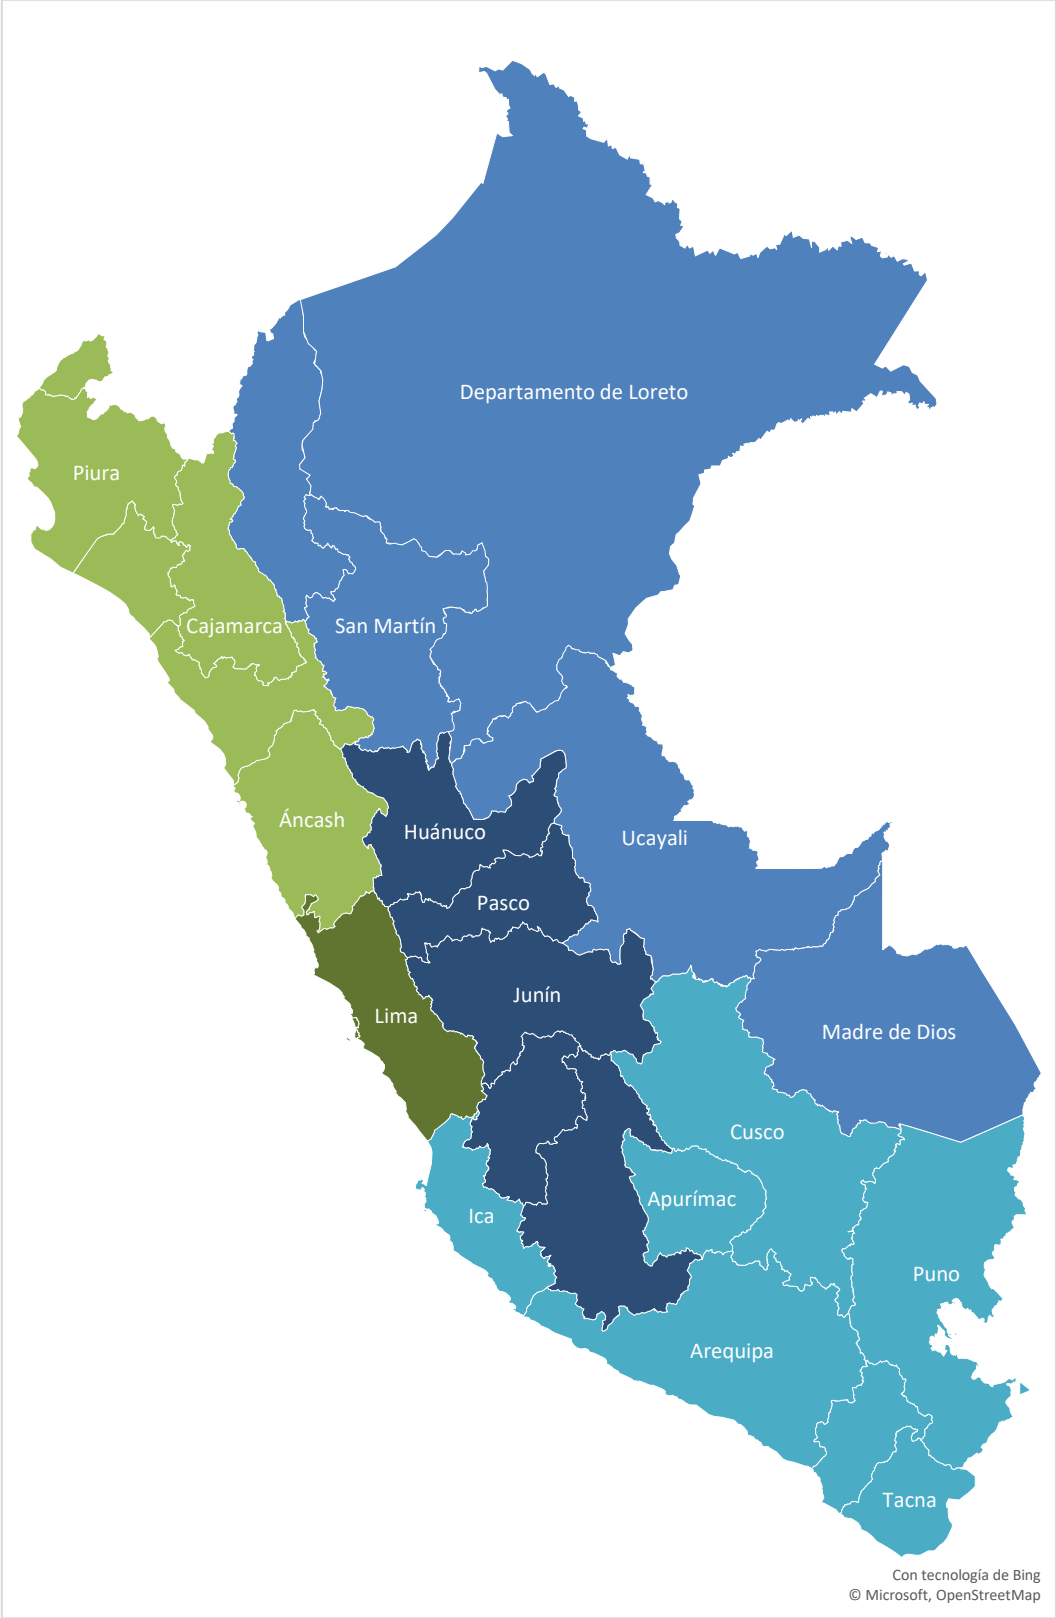 Departamento de Loreto
Piura
Cajamarca
San Martín
Áncash
Huánuco
Ucayali
Pasco
Junín
Lima
Madre de Dios
Cusco
Apurímac
Ica
Puno
Arequipa
Tacna
Con tecnología de Bing
© Microsoft, OpenStreetMap